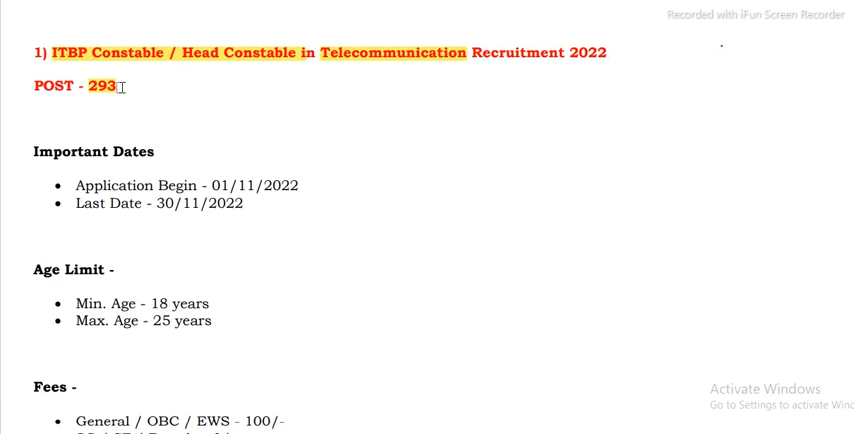 Recorded with iFun Screen Recorder
1) ITBP Constable / Head Constable in Telecommunication Recruitment 2022
POST - 293
Important Dates
• Application Begin - 01/11/2022
• Last Date - 30/11/2022
Age Limit -
• Min. Age - 18 years
• Max. Age - 25 years
Activate Windows
Fees -
Go to Settings to activate Winc
• General / OBC / EWS - 100/-